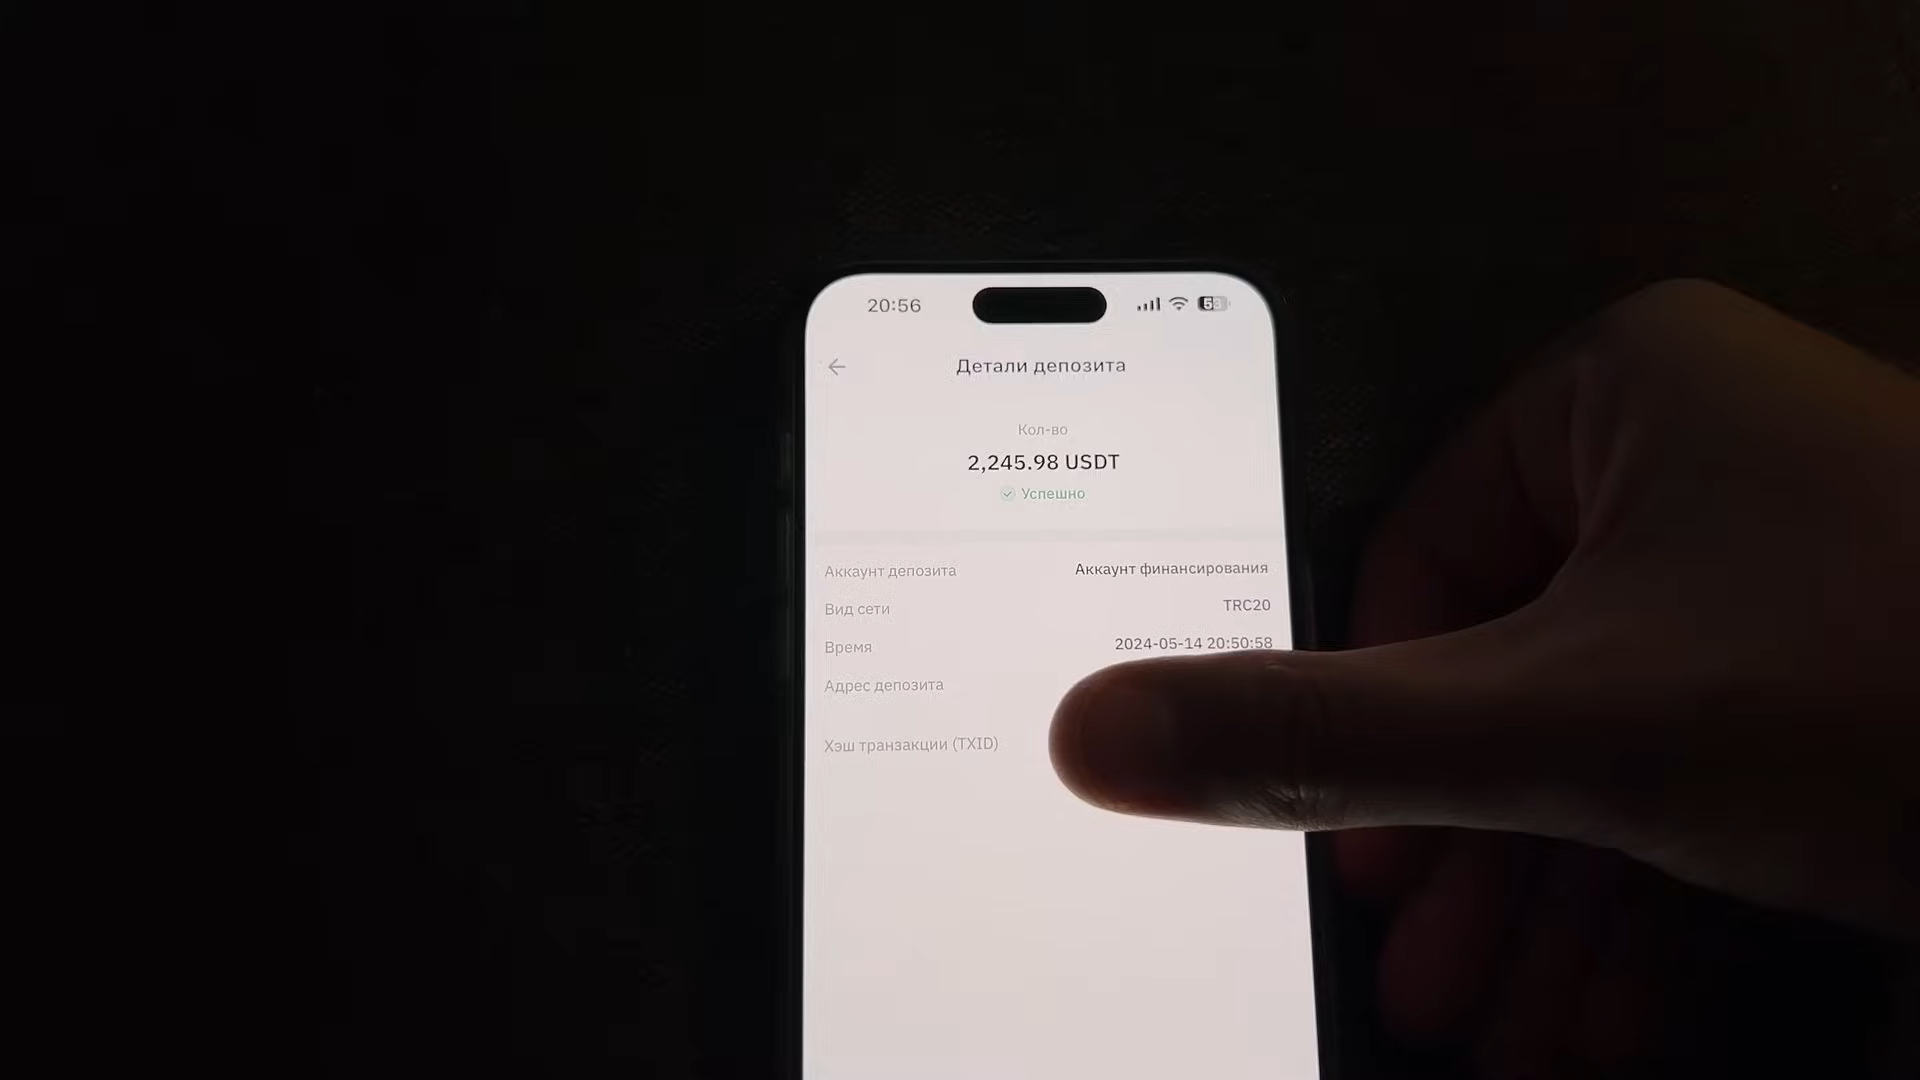 20:56
53
Детали депозита
Кол-во
2,245.98 USDT
Успешно
Аккаунт депозита Аккаунт финансирования
Вид сети TRC20
Время 2024-05-14 20:50:58
Адрес депозита
Хэш транзакции (TXID)